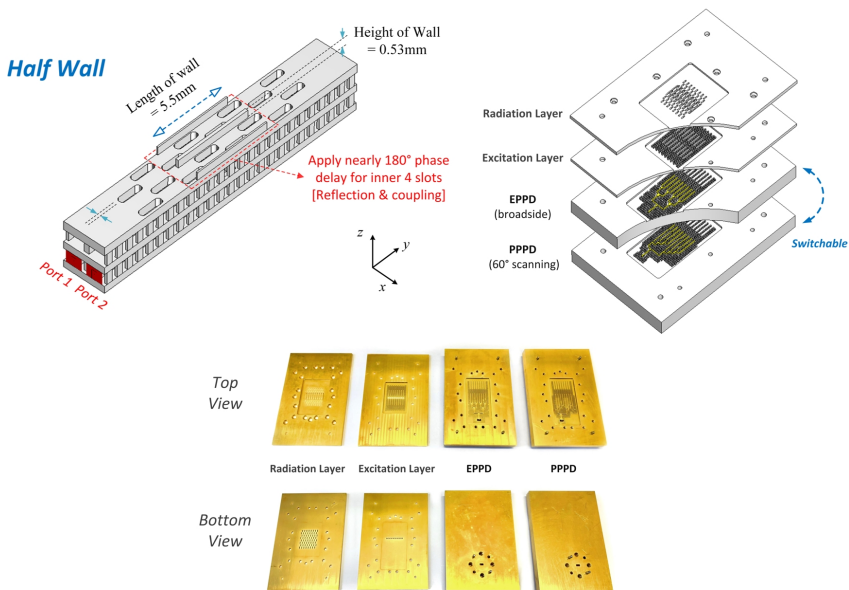 Half Wall
Length of wall
= 5.5mm
Height of Wall
= 0.53mm
Apply nearly 180° phase
delay for inner 4 slots
[Reflection & coupling]
Port 1
Port 2
z
y
x
Radiation Layer
Excitation Layer
EPPD
(broadside)
PPPD
(60° scanning)
Switchable
Top
View
Radiation Layer
Excitation Layer
EPPD
PPPD
Bottom
View